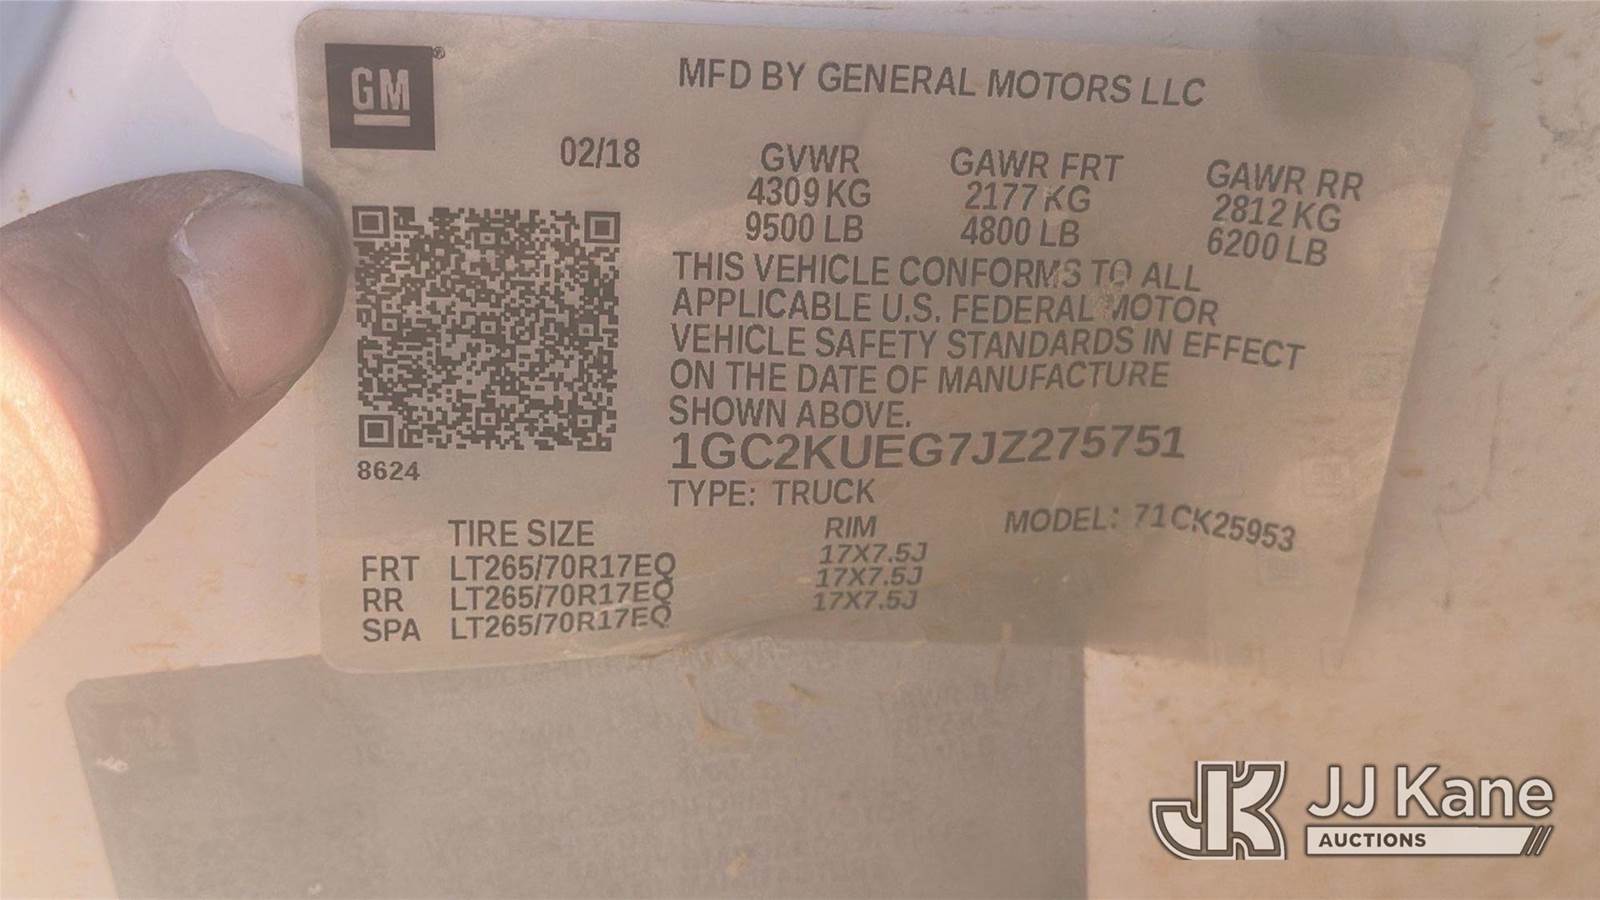 GM®
MFD BY GENERAL MOTORS LLC
02/18
GVWR
4309 KG
9500 LB
GAWR FRT
2177 KG
4800 LB
GAWR RR
2812 KG
6200 LB
THIS VEHICLE CONFORMS TO ALL
APPLICABLE U.S. FEDERAL MOTOR
VEHICLE SAFETY STANDARDS IN EFFECT
ON THE DATE OF MANUFACTURE
SHOWN ABOVE.
1GC2KUEG7JZ275751
8624
TYPE: TRUCK
MODEL: 71CK25953
TIRE SIZE RIM
FRT LT265/70R17EQ 17X7.5J
RR LT265/70R17EQ 17X7.5J
SPA LT265/70R17EQ 17X7.5J
JK JJ Kane
AUCTIONS